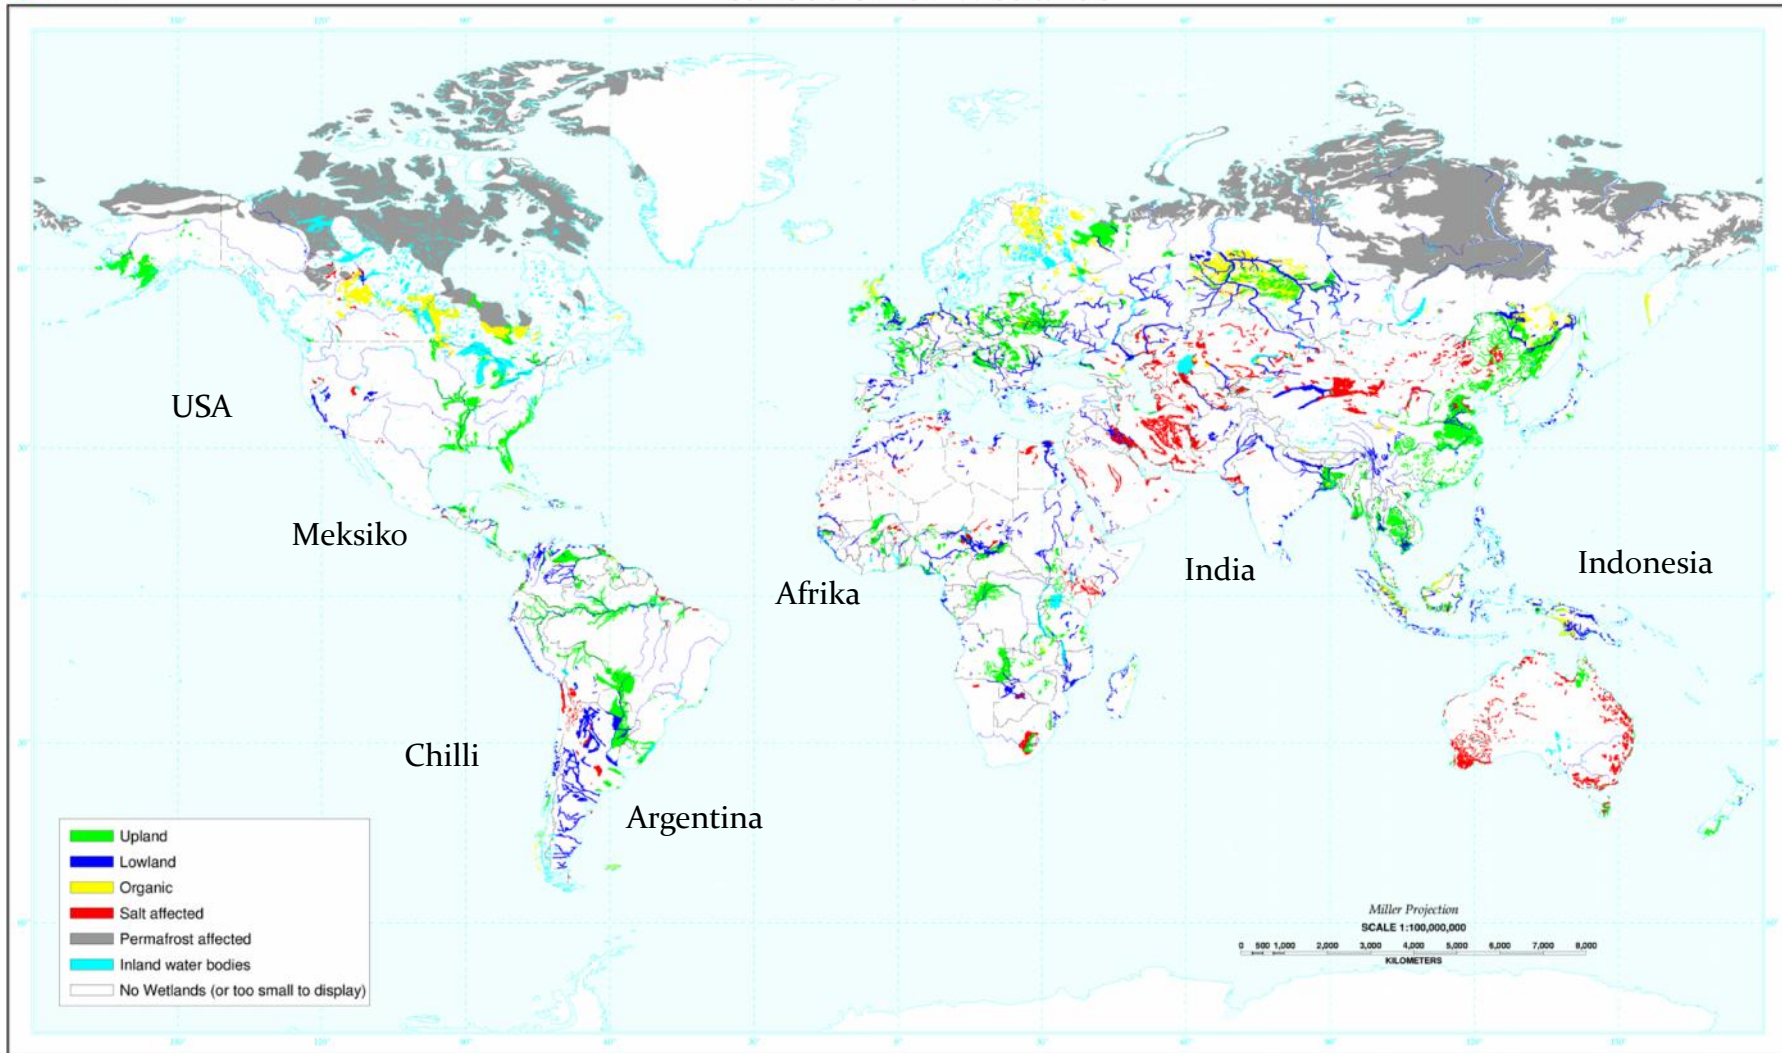 USA
Meksiko
Chilli
Argentina
Afrika
India
Indonesia
Upland
Lowland
Organic
Salt affected
Permafrost affected
Inland water bodies
No Wetlands (or too small to display)
Miller Projection
SCALE 1:100,000,000
0 500 1,000 2,000 3,000 4,000 5,000 6,000 7,000 8,000
KILOMETERS